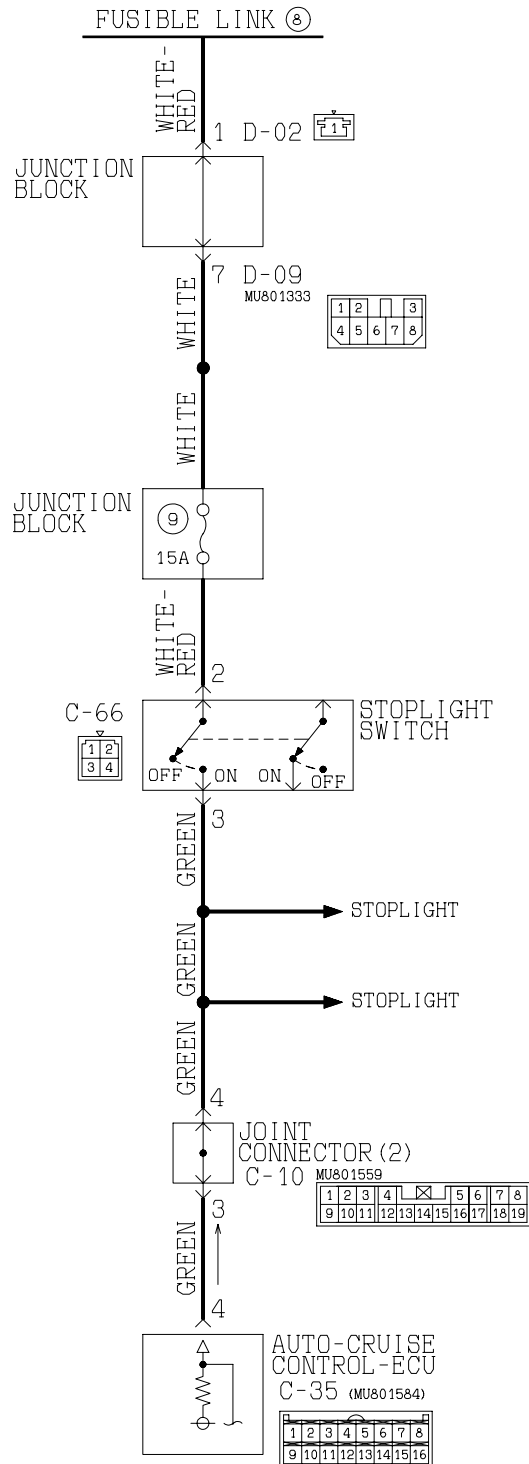 FUSIBLE LINK 8
WHITE-
RED
1 D-02
1
JUNCTION
BLOCK
7 D-09
MU801333
1 2 3
4 5 6 7 8
WHITE
WHITE
JUNCTION
BLOCK
9
15A
WHITE-
RED
2
C-66
1 2
3 4
STOPLIGHT
SWITCH
OFF ON ON OFF
3
GREEN
STOPLIGHT
GREEN
STOPLIGHT
GREEN
4
JOINT
CONNECTOR (2)
C-10 MU801559
1 2 3 4 5 6 7 8
9 10 11 12 13 14 15 16 17 18 19
3
GREEN
4
AUTO-CRUISE
CONTROL-ECU
C-35 (MU801584)
1 2 3 4 5 6 7 8
9 10 11 12 13 14 15 16